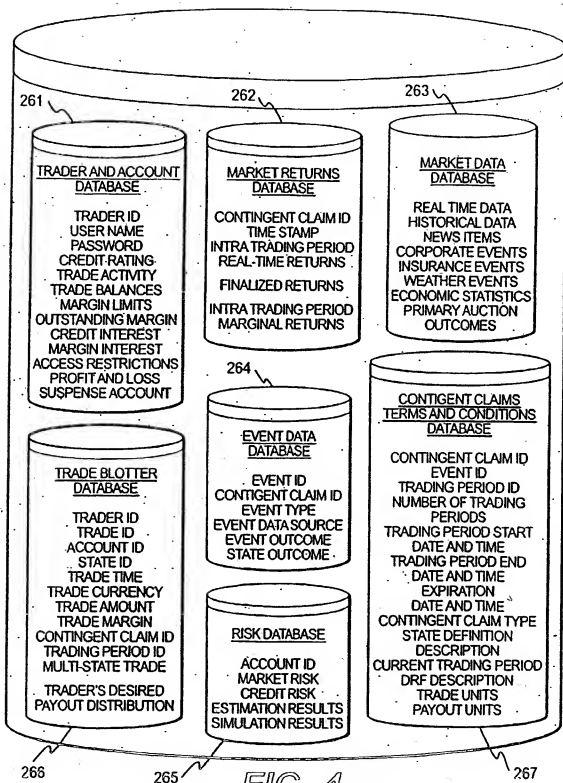 261
262
263
TRADER AND ACCOUNT
DATABASE
TRADER ID
USER NAME
PASSWORD
CREDIT RATING
TRADE ACTIVITY
TRADE BALANCES
MARGIN LIMITS
OUTSTANDING MARGIN
CREDIT INTEREST
MARGIN INTEREST
ACCESS RESTRICTIONS
PROFIT AND LOSS
SUSPENSE ACCOUNT
MARKET RETURNS
DATABASE
CONTINGENT CLAIM ID
TIME STAMP
INTRA TRADING PERIOD
REAL-TIME RETURNS
FINALIZED RETURNS
INTRA TRADING PERIOD
MARGINAL RETURNS
MARKET DATA
DATABASE
REAL TIME DATA
HISTORICAL DATA
NEWS ITEMS
CORPORATE EVENTS
INSURANCE EVENTS
WEATHER EVENTS
ECONOMIC STATISTICS
PRIMARY AUCTION
OUTCOMES
264
TRADE BLOTTER
DATABASE
TRADER ID
TRADE ID
ACCOUNT ID
STATE ID
TRADE TIME
TRADE CURRENCY
TRADE AMOUNT
TRADE MARGIN
CONTINGENT CLAIM ID
TRADING PERIOD ID
MULTI-STATE TRADE
TRADER'S DESIRED
PAYOUT DISTRIBUTION
EVENT DATA
DATABASE
EVENT ID
CONTIGENT CLAIM ID
EVENT TYPE
EVENT DATA SOURCE
EVENT OUTCOME
STATE OUTCOME
RISK DATABASE
ACCOUNT ID
MARKET RISK
CREDIT RISK
ESTIMATION RESULTS
SIMULATION RESULTS
CONTIGENT CLAIMS
TERMS AND CONDITIONS
DATABASE
CONTINGENT CLAIM ID
EVENT ID
TRADING PERIOD ID
NUMBER OF TRADING
PERIODS
TRADING PERIOD START
DATE AND TIME
TRADING PERIOD END
DATE AND TIME
EXPIRATION
DATE AND TIME
CONTINGENT CLAIM TYPE
STATE DEFINITION
DESCRIPTION
CURRENT TRADING PERIOD
DRF DESCRIPTION
TRADE UNITS
PAYOUT UNITS
268
265
267
FIG. 4